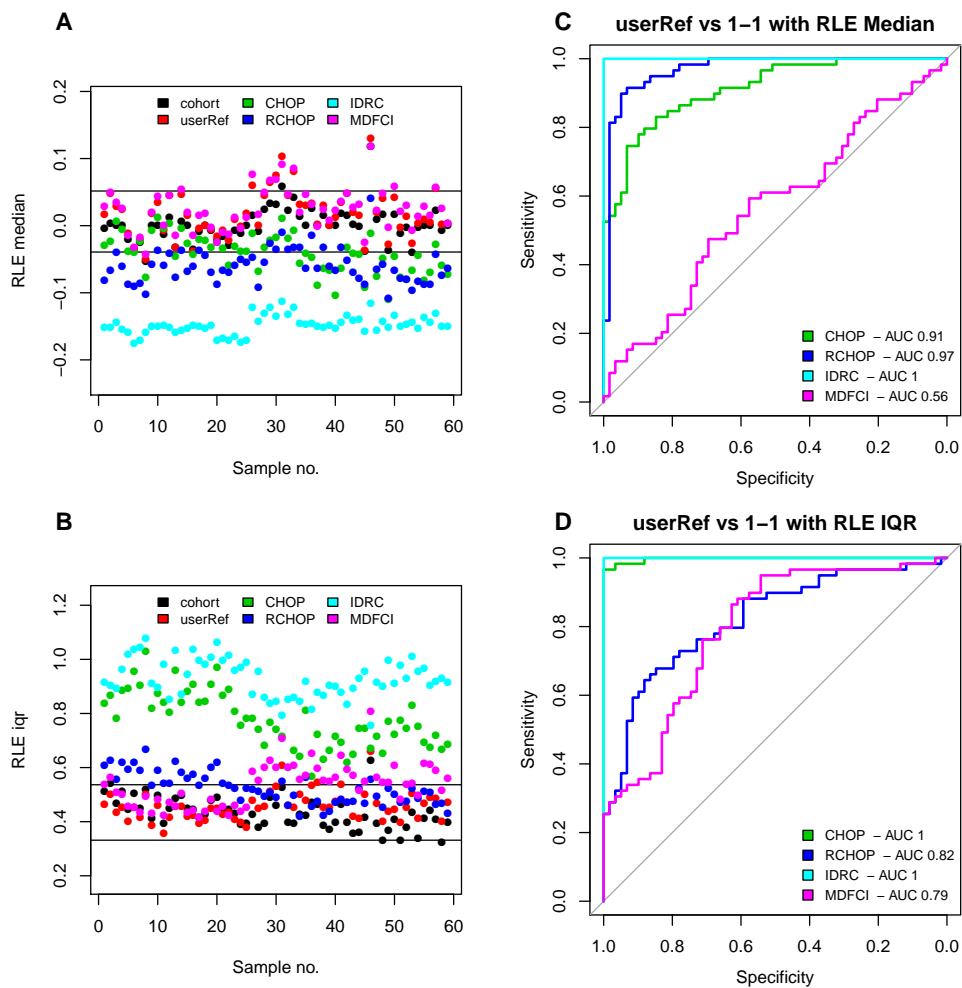 A
0.2
0.1
0.0
−0.1
−0.2
RLE median
cohort CHOP IDRC
userRef RCHOP MDFCI
0 10 20 30 40 50 60
Sample no.
C
userRef vs 1−1 with RLE Median
1.0
0.8
0.6
0.4
0.2
0.0
Sensitivity
CHOP − AUC 0.91
RCHOP − AUC 0.97
IDRC − AUC 1
MDFCI − AUC 0.56
1.0 0.8 0.6 0.4 0.2 0.0
Specificity
B
1.2
1.0
0.8
0.6
0.4
0.2
RLE iqr
cohort CHOP IDRC
userRef RCHOP MDFCI
0 10 20 30 40 50 60
Sample no.
D
userRef vs 1−1 with RLE IQR
1.0
0.8
0.6
0.4
0.2
0.0
Sensitivity
CHOP − AUC 1
RCHOP − AUC 0.82
IDRC − AUC 1
MDFCI − AUC 0.79
1.0 0.8 0.6 0.4 0.2 0.0
Specificity